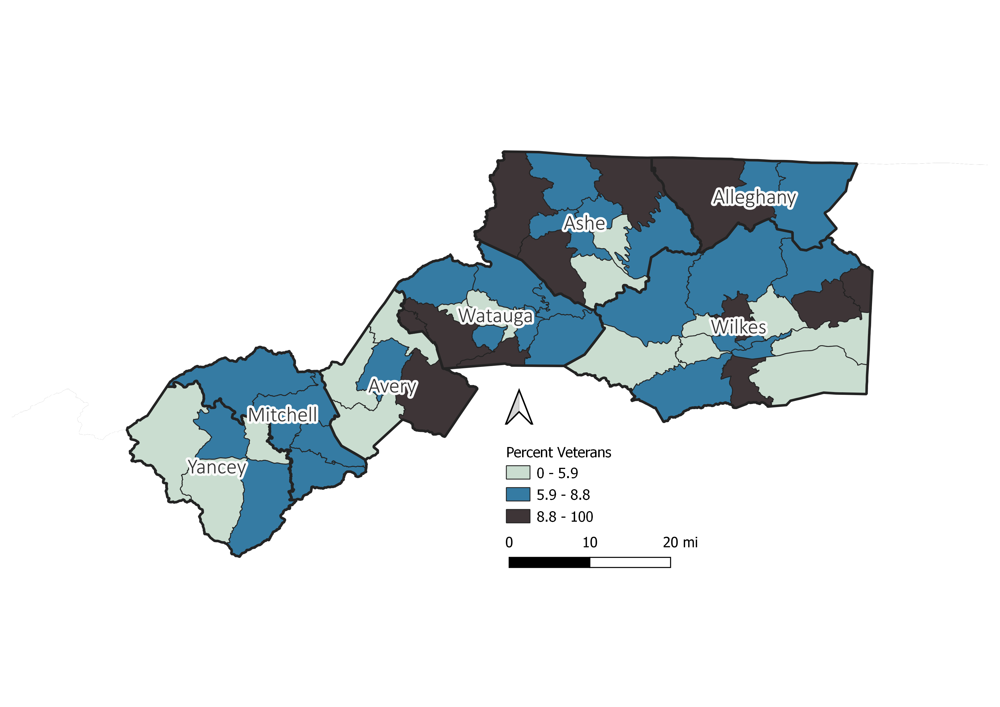 Alleghany
Ashe
Watauga
Wilkes
Avery
Mitchell
Yancey
Percent Veterans
0 - 5.9
5.9 - 8.8
8.8 - 100
0 10 20 mi